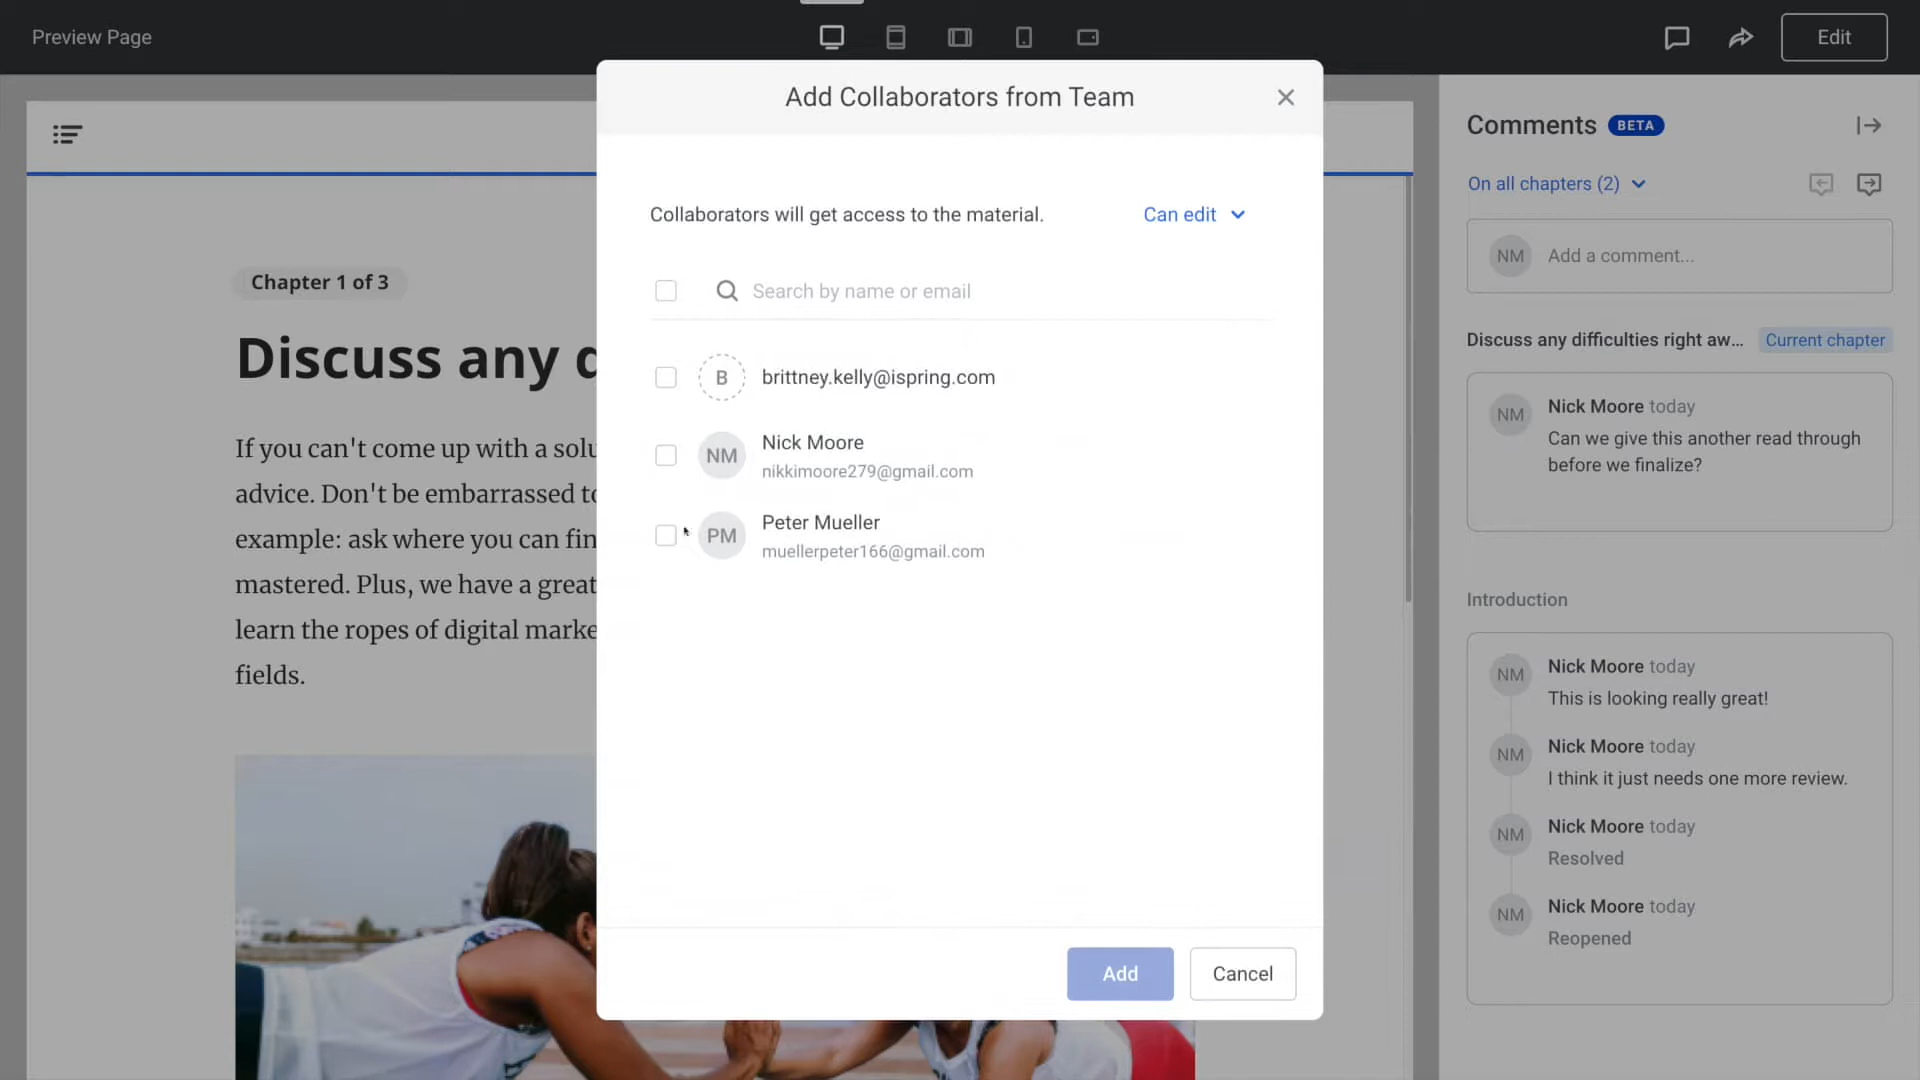 Preview Page
Edit
Add Collaborators from Team
Collaborators will get access to the material.
Can edit
Search by name or email
B
brittney.kelly@ispring.com
NM
Nick Moore
nikkimoore279@gmail.com
PM
Peter Mueller
muellerpeter166@gmail.com
Add
Cancel
Chapter 1 of 3
Discuss any d
If you can't come up with a solu
advice. Don't be embarrassed to
example: ask where you can fin
mastered. Plus, we have a great
learn the ropes of digital marke
fields.
Comments BETA
On all chapters (2)
NM
Add a comment...
Discuss any difficulties right aw...
Current chapter
NM
Nick Moore today
Can we give this another read through
before we finalize?
Introduction
NM
Nick Moore today
This is looking really great!
NM
Nick Moore today
I think it just needs one more review.
NM
Nick Moore today
Resolved
NM
Nick Moore today
Reopened